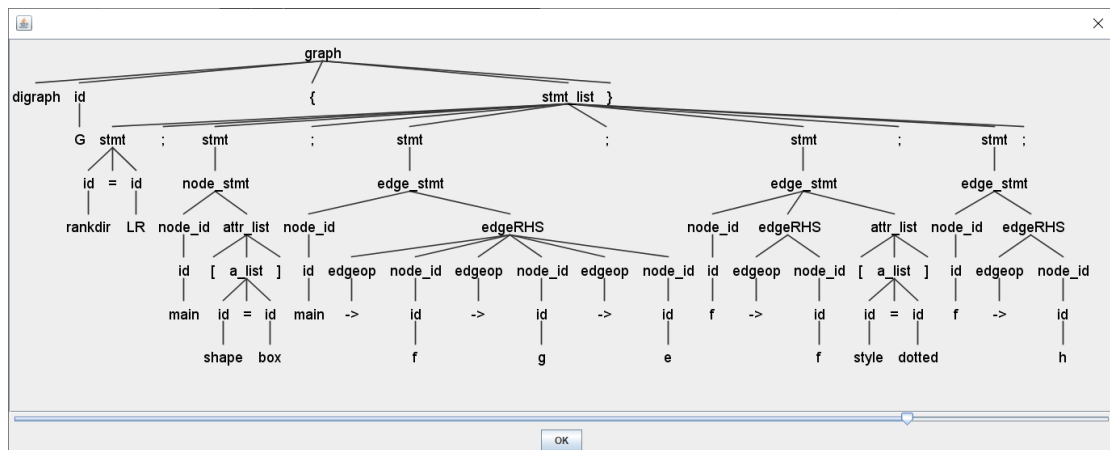 graph
digraph id { stmt_list }
G stmt ; stmt ; stmt ; stmt ; stmt ;
id = id node_stmt edge_stmt edge_stmt edge_stmt
rankdir LR node_id attr_list node_id edgeRHS node_id edgeRHS attr_list node_id edgeRHS
id [ a_list ] id edgeop node_id edgeop node_id edgeop node_id id edgeop node_id [ a_list ] id edgeop node_id
main id = id main -> id -> id -> id f -> id id = id f -> id
shape box f g e f style dotted h
OK